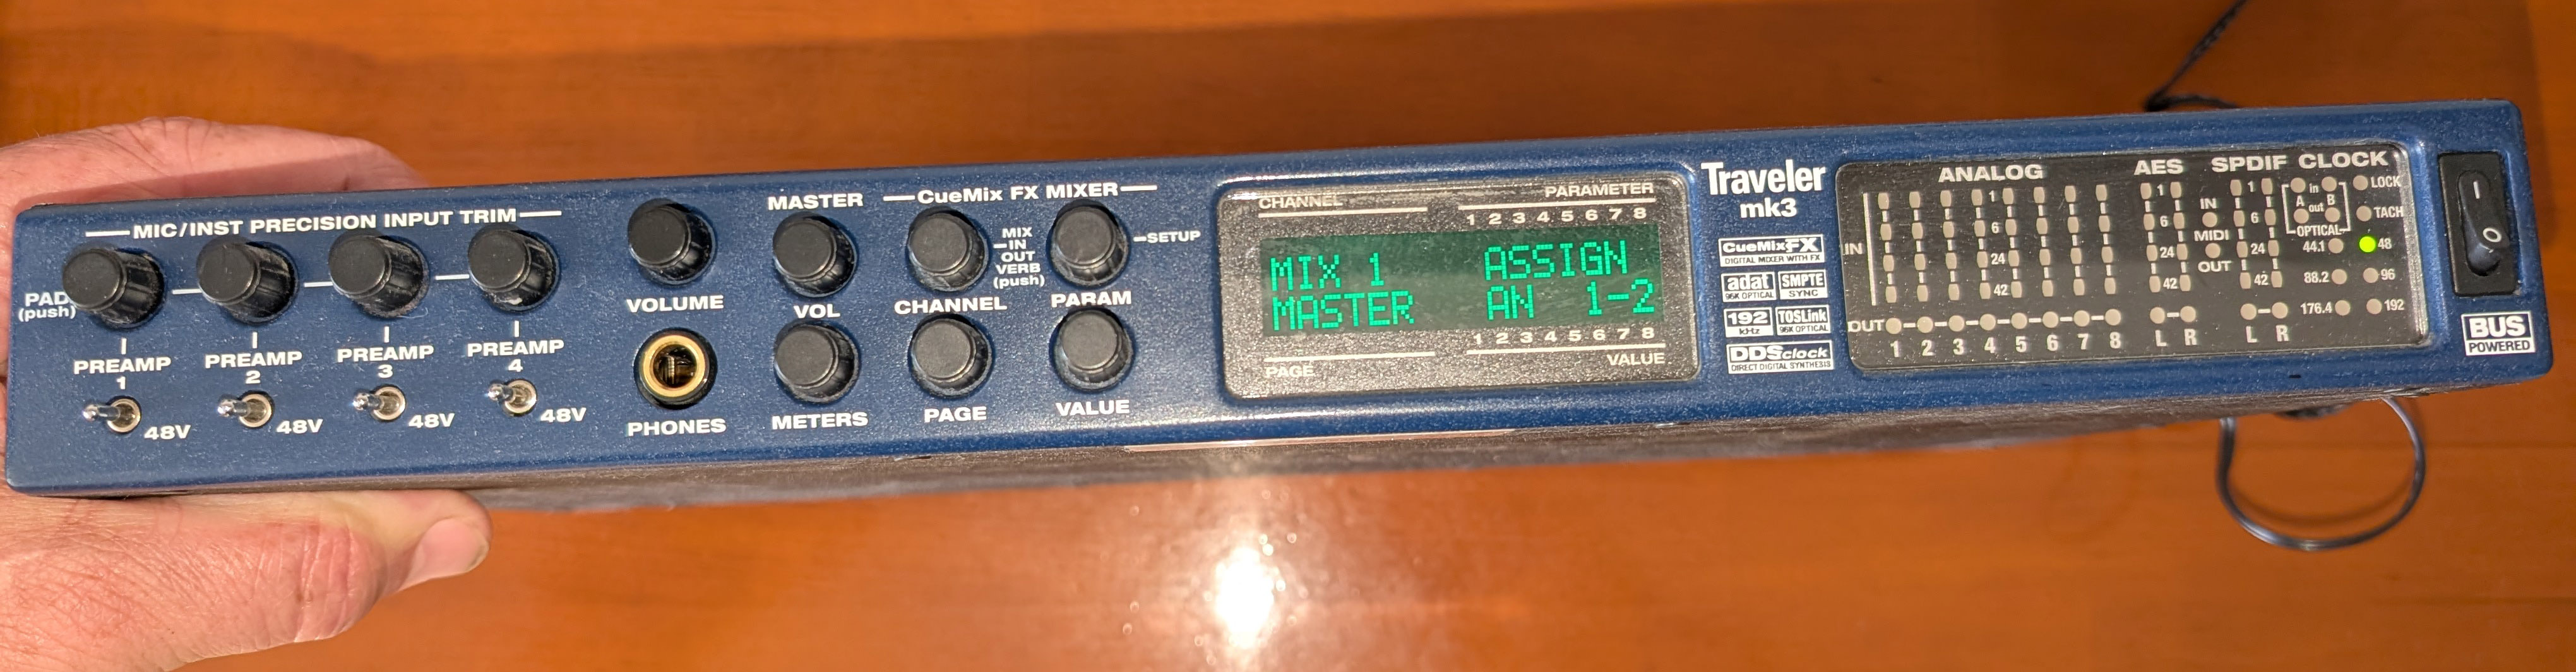 MIC/INST PRECISION INPUT TRIM
PAD
(push)
PREAMP
1
PREAMP
2
PREAMP
3
PREAMP
4
48V
48V
48V
48V
VOLUME
PHONES
MASTER
VOL
METERS
CueMix FX MIXER
MIX
IN
OUT
VERB
(push)
SETUP
CHANNEL
PARAM
PAGE
VALUE
CHANNEL
PARAMETER
1 2 3 4 5 6 7 8
MIX 1 ASSIGN
MASTER AN 1-2
1 2 3 4 5 6 7 8
PAGE
VALUE
Traveler
mk3
CueMix FX
DIGITAL MIXER WITH FX
adat
96K OPTICAL
SMPTE
SYNC
192
kHz
TOSLink
96K OPTICAL
DDSclock
DIRECT DIGITAL SYNTHESIS
ANALOG
IN
1
6
24
42
OUT
1 2 3 4 5 6 7 8
AES
1
6
24
42
L R
IN
MIDI
OUT
SPDIF
1
6
24
42
L R
CLOCK
in
A out B
OPTICAL
LOCK
TACH
44.1
48
88.2
96
176.4
192
I
O
BUS
POWERED